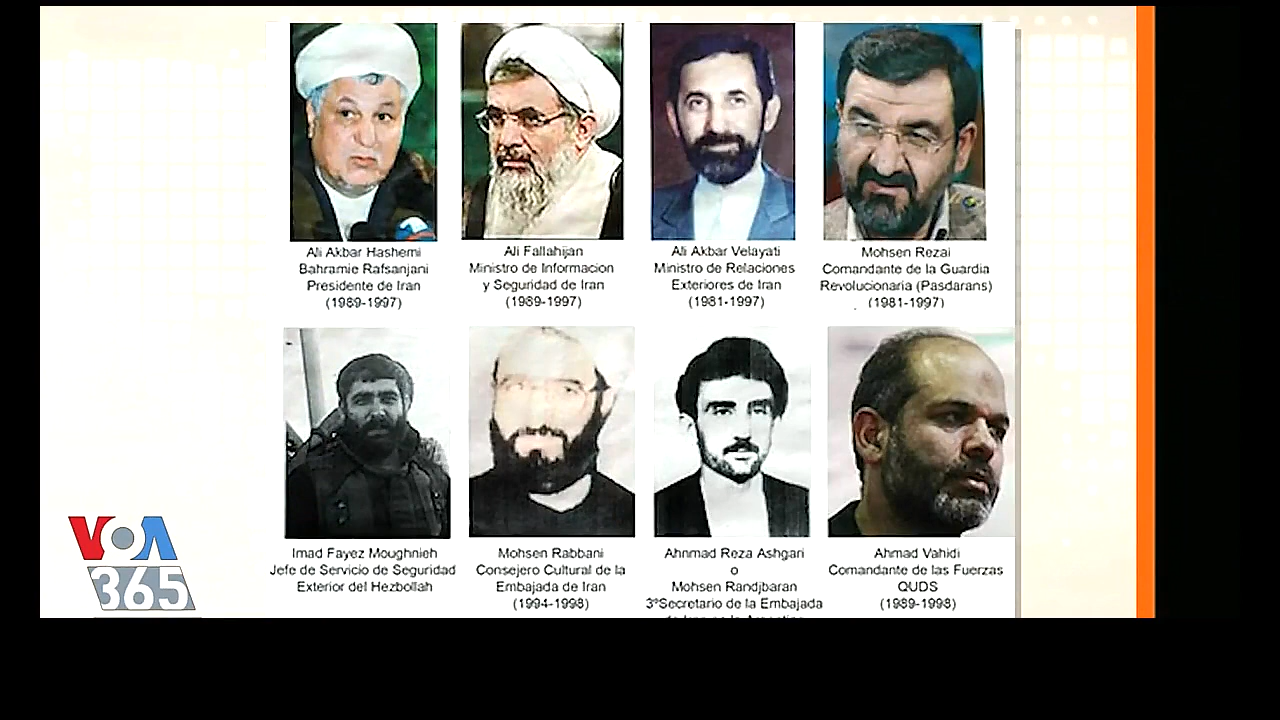 Ali Akbar Hashemi
Bahramie Rafsanjani
Presidente de Iran
(1989-1997)
Ali Fallahijan
Ministro de Informacion
y Seguridad de Iran
(1989-1997)
Ali Akbar Velayati
Ministro de Relaciones
Exteriores de Iran
(1981-1997)
Mohsen Rezai
Comandante de la Guardia
Revolucionaria (Pasdarans)
(1981-1997)
Imad Fayez Moughnieh
Jefe de Servicio de Seguridad
Exterior del Hezbollah
Mohsen Rabbani
Consejero Cultural de la
Embajada de Iran
(1994-1998)
Ahnmad Reza Ashgari
o
Mohsen Randjbaran
3ºSecretario de la Embajada
Ahmad Vahidi
Comandante de las Fuerzas
QUDS
(1989-1998)
VOA
365